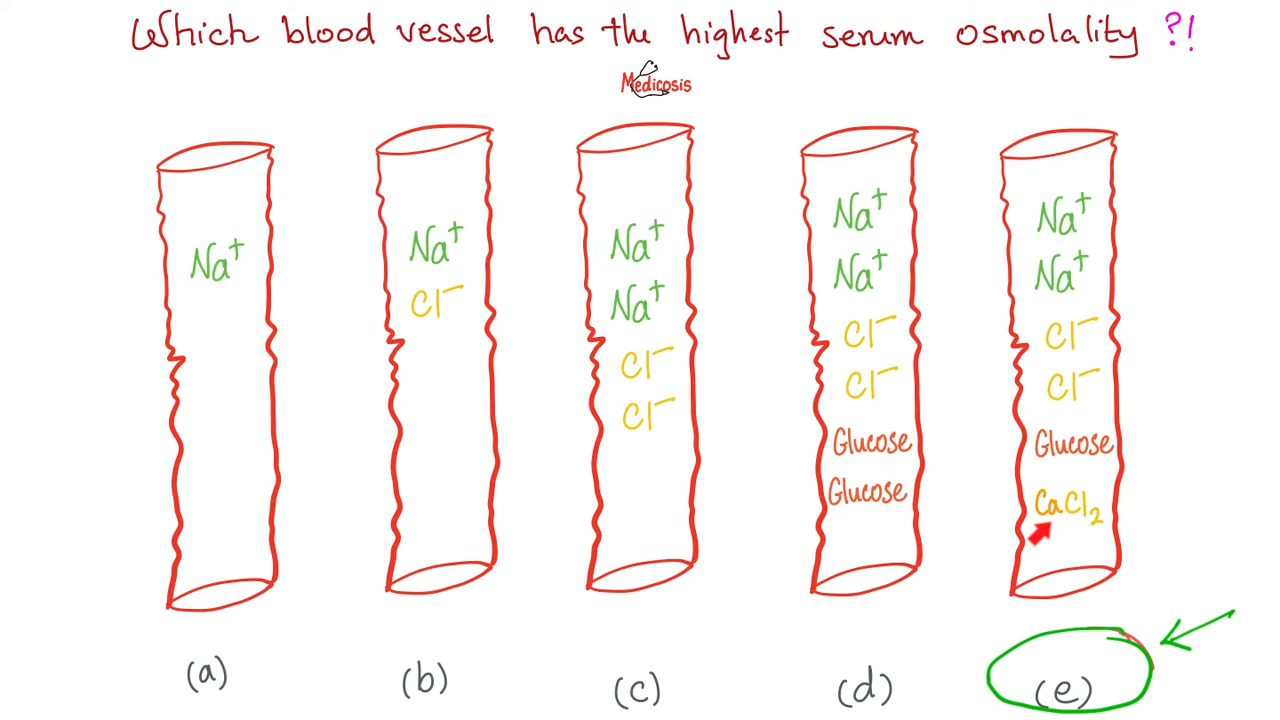 Which blood vessel has the highest serum osmolality ?!
Medicosis
Na⁺
Na⁺
Cl⁻
Na⁺
Na⁺
Cl⁻
Cl⁻
Na⁺
Na⁺
Cl⁻
Cl⁻
Glucose
Glucose
Na⁺
Na⁺
Cl⁻
Cl⁻
Glucose
CaCl₂
(a)
(b)
(c)
(d)
(e)